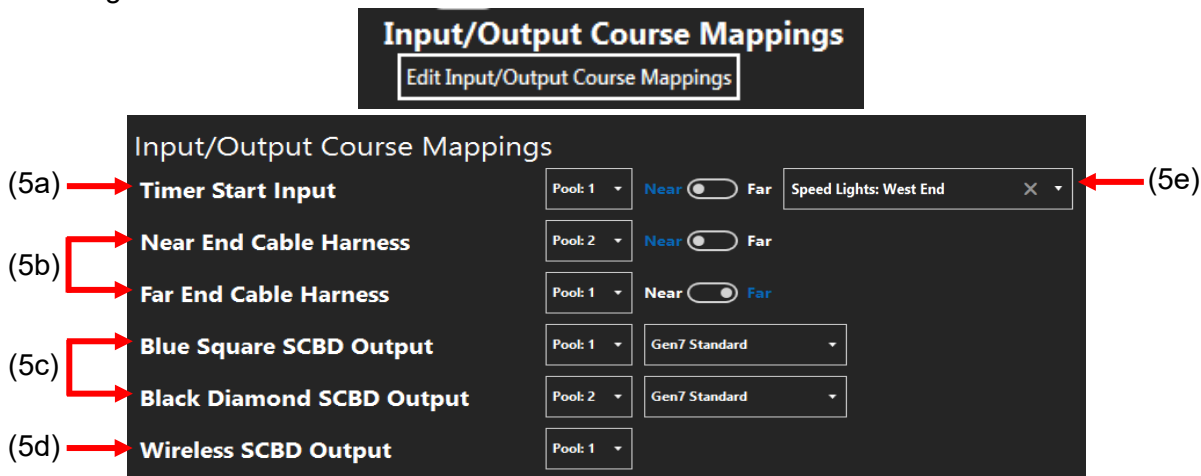 Input/Output Course Mappings
Edit Input/Output Course Mappings
Input/Output Course Mappings
(5a) Timer Start Input Pool: 1 Near Far Speed Lights: West End (5e)
Near End Cable Harness Pool: 2 Near Far
(5b)
Far End Cable Harness Pool: 1 Near Far
Blue Square SCBD Output Pool: 1 Gen7 Standard
(5c)
Black Diamond SCBD Output Pool: 2 Gen7 Standard
(5d) Wireless SCBD Output Pool: 1